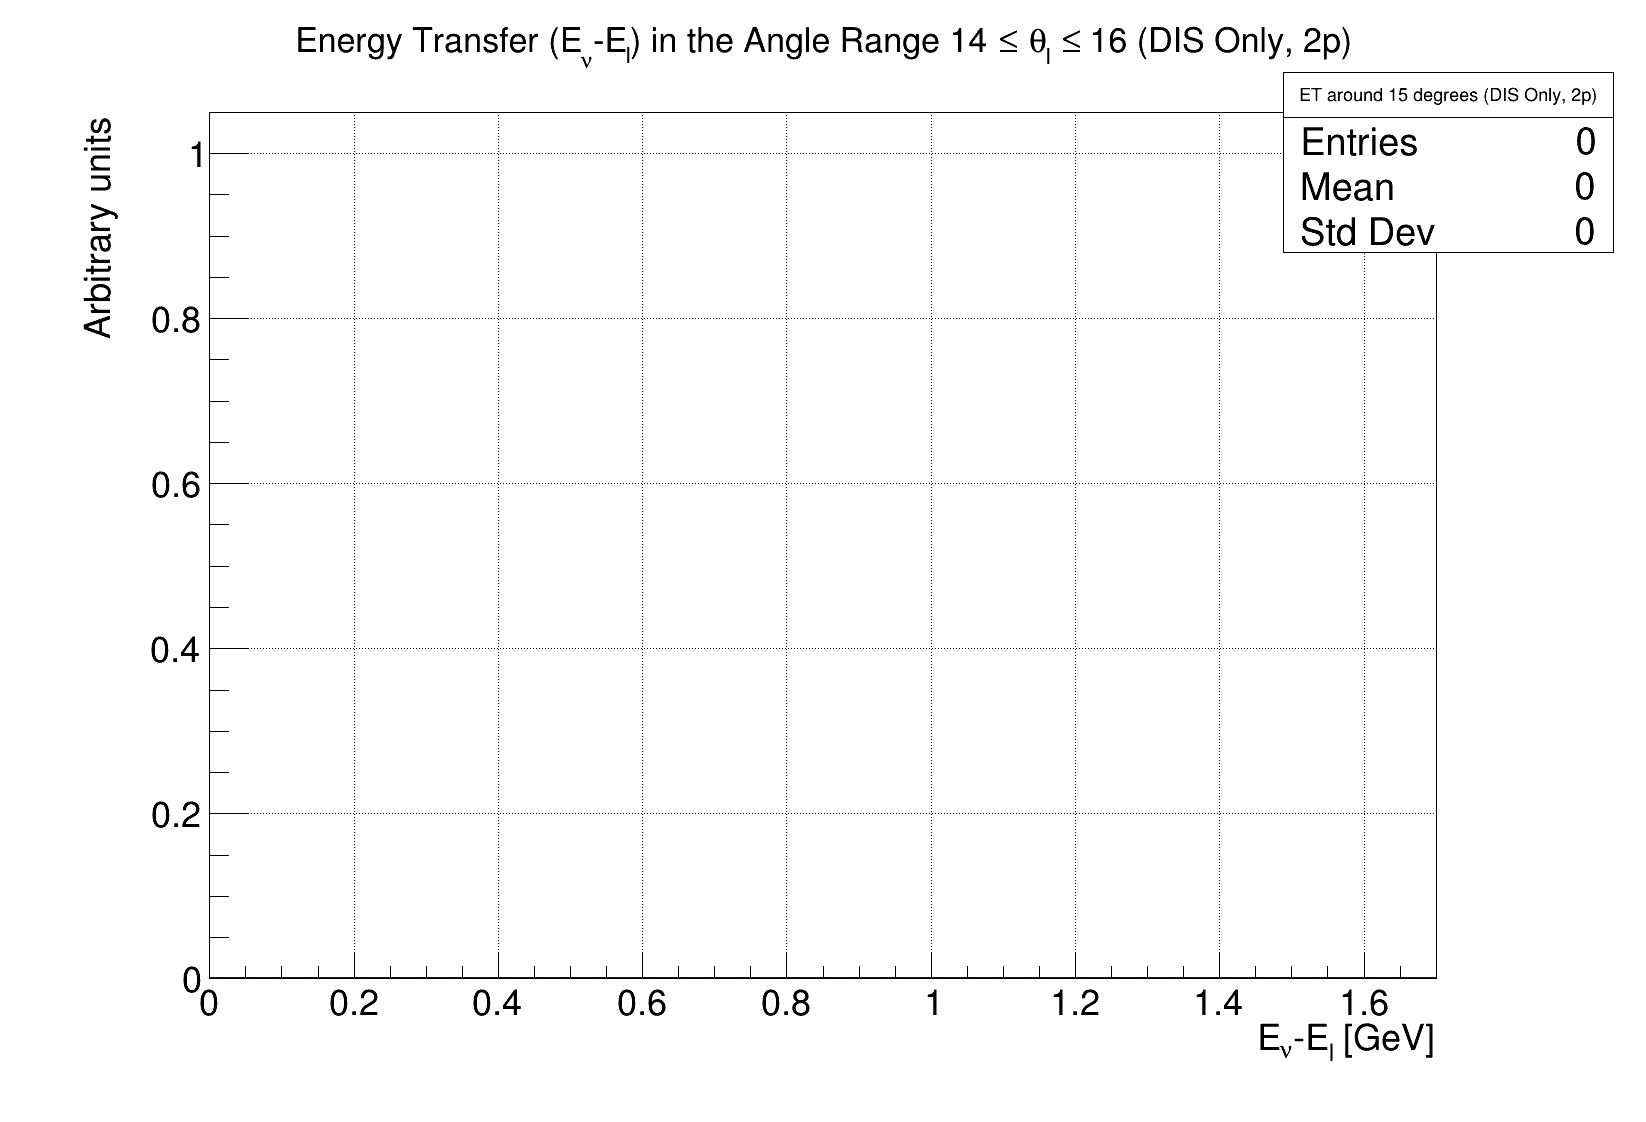 Energy Transfer (Eν-El) in the Angle Range 14 ≤ θl ≤ 16 (DIS Only, 2p)
ET around 15 degrees (DIS Only, 2p)
Entries 0
Mean 0
Std Dev 0
Arbitrary units
1
0.8
0.6
0.4
0.2
0
0 0.2 0.4 0.6 0.8 1 1.2 1.4 1.6
Eν-El [GeV]